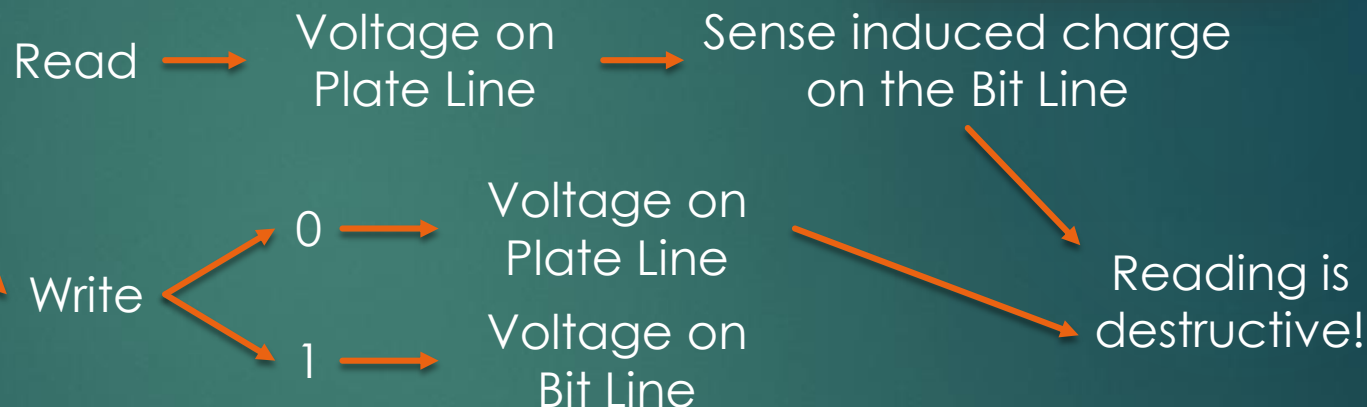 Read
Voltage on
Plate Line
Sense induced charge
on the Bit Line
Write
0
Voltage on
Plate Line
1
Voltage on
Bit Line
Reading is
destructive!